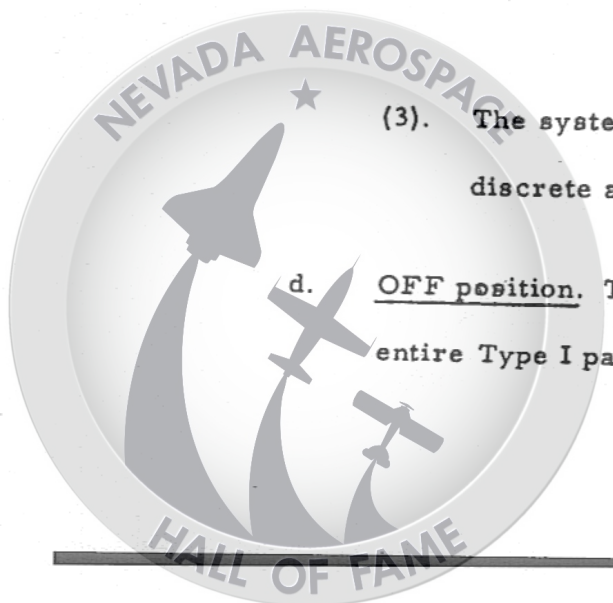 NEVADA AEROSPACE
(3). The syste
discrete a
d. OFF position. T
entire Type I pa
HALL OF FAME